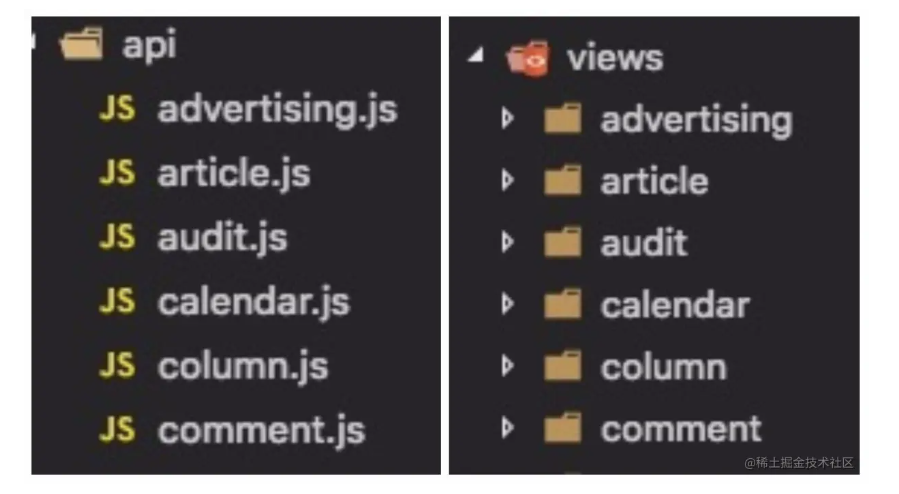 api
JS advertising.js
JS article.js
JS audit.js
JS calendar.js
JS column.js
JS comment.js
views
advertising
article
audit
calendar
column
comment
@稀土掘金技术社区